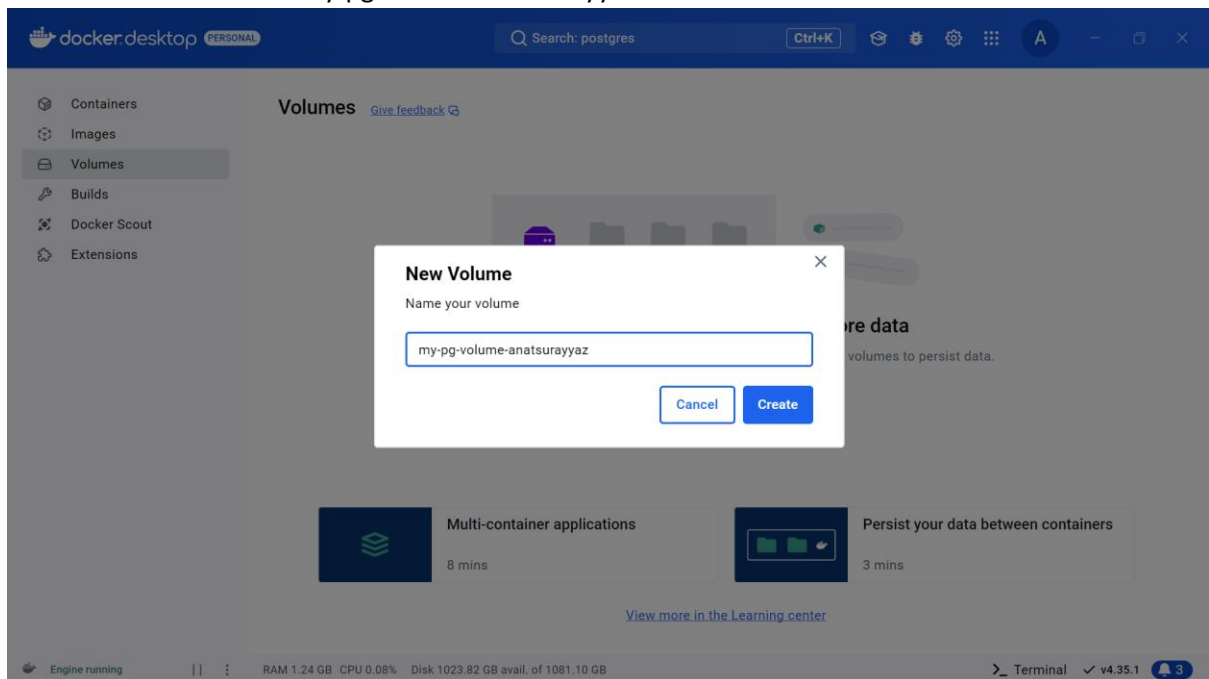 docker desktop PERSONAL
Search: postgres
Ctrl+K
A
Containers
Images
Volumes
Builds
Docker Scout
Extensions
Volumes Give feedback
New Volume
Name your volume
my-pg-volume-anatsurayyaz
Cancel
Create
re data
volumes to persist data.
Multi-container applications
8 mins
Persist your data between containers
3 mins
View more in the Learning center
Engine running
RAM 1.24 GB CPU 0.08% Disk 1023.82 GB avail. of 1081.10 GB
>_ Terminal
v4.35.1
3